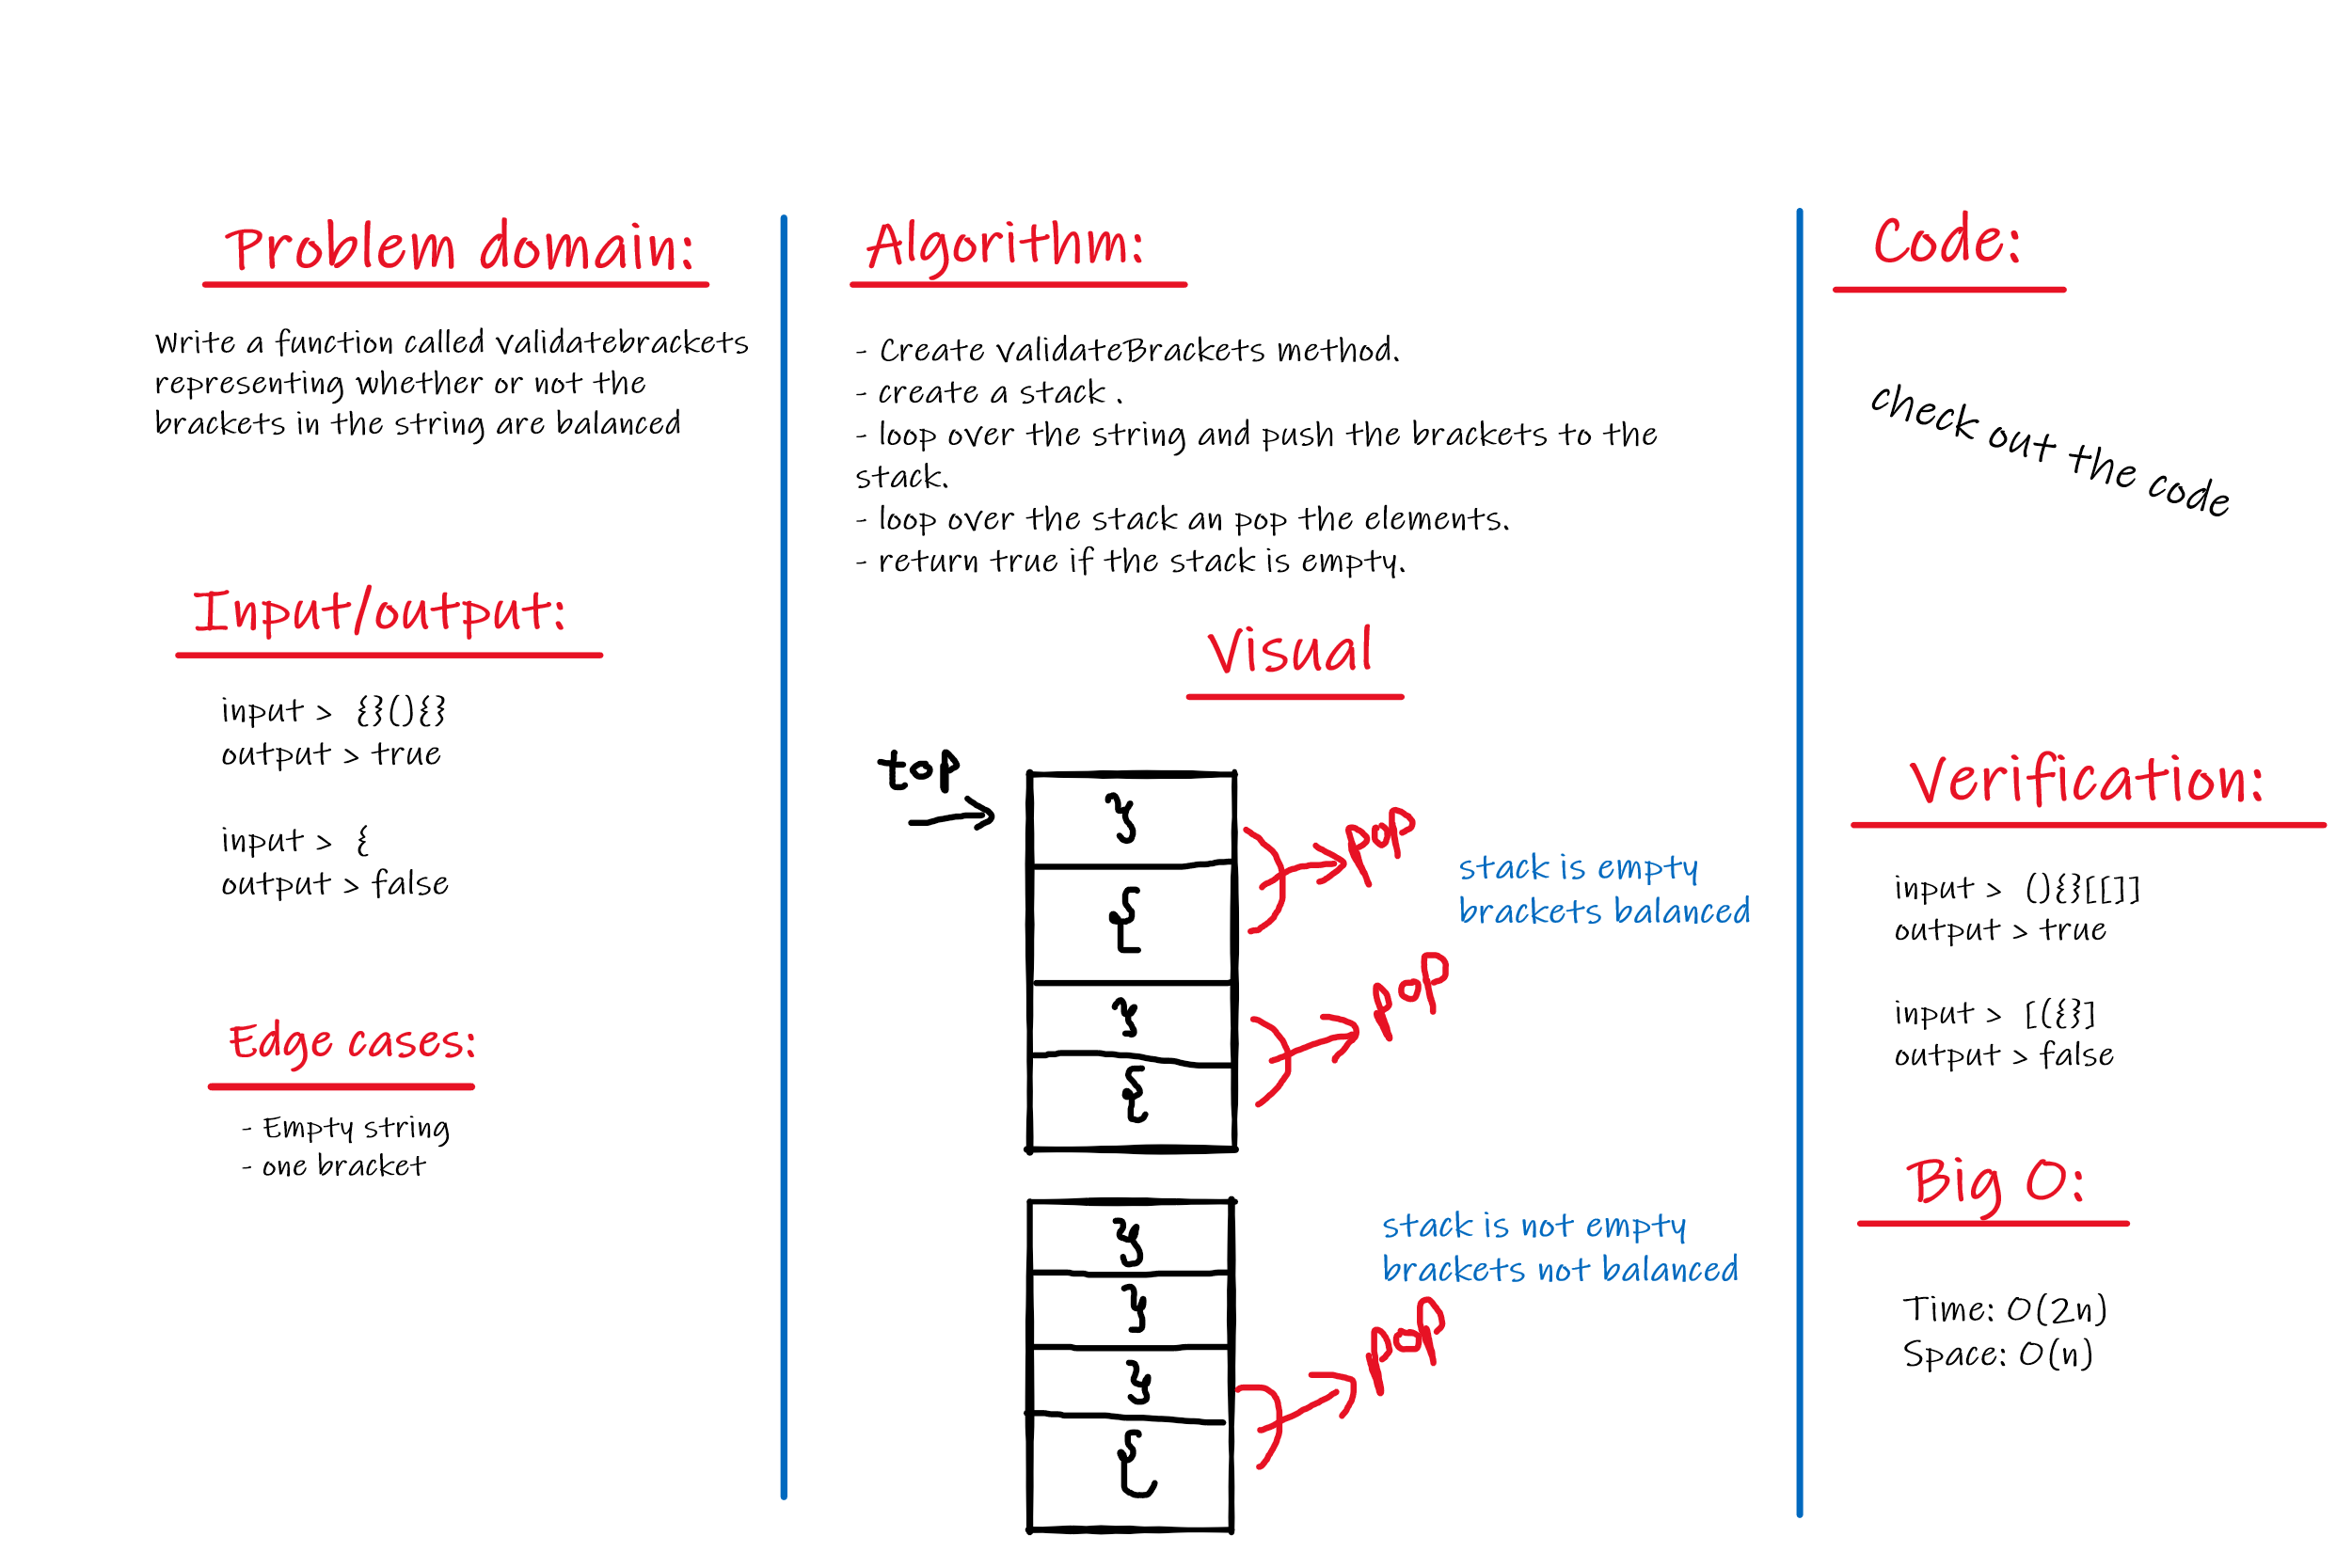 Problem domain:
Write a function called validatebrackets
representing whether or not the
brackets in the string are balanced
Input/output:
input > {}(){}
output > true
input > {
output > false
Edge cases:
- Empty string
- one bracket
Algorithm:
- Create validateBrackets method.
- create a stack .
- loop over the string and push the brackets to the
stack.
- loop over the stack an pop the elements.
- return true if the stack is empty.
Visual
top
}
{
}
{
pop
pop
stack is empty
brackets balanced
}
}
}
{
pop
stack is not empty
brackets not balanced
Code:
check out the code
Verification:
input > (){}[[]]
output > true
input > [({}]
output > false
Big O:
Time: O(2n)
Space: O(n)